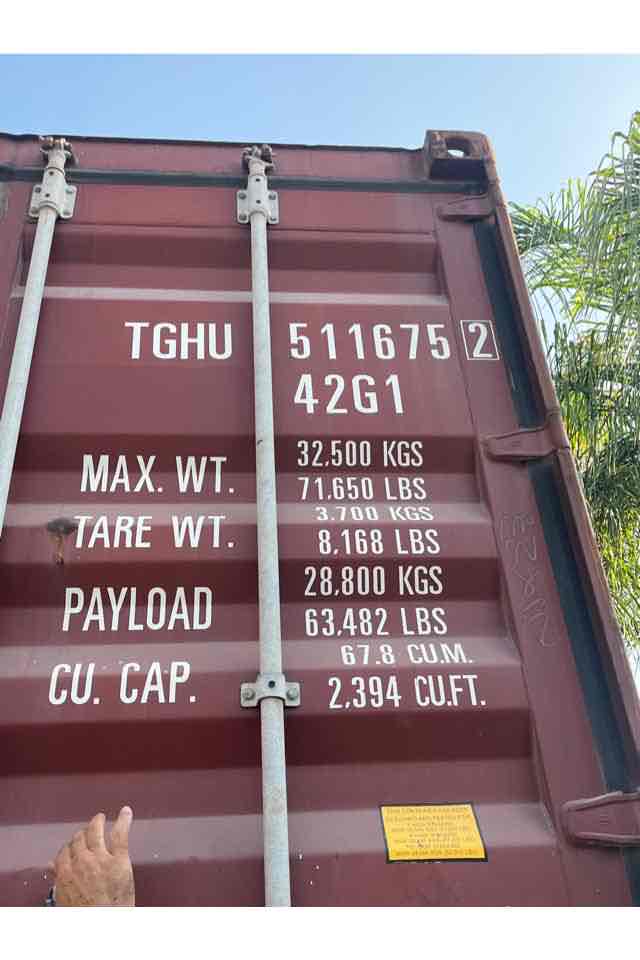 TGHU 511675 2
42G1
MAX. WT. 32,500 KGS
71,650 LBS
TARE WT. 3.700 KGS
8,168 LBS
PAYLOAD 28,800 KGS
63,482 LBS
CU. CAP. 67.8 CU.M.
2,394 CU.FT.